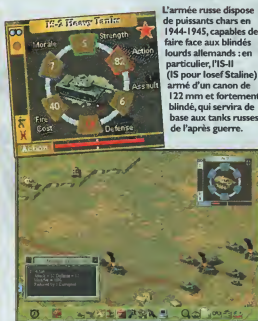 IS-2 Heavy Tanks
Strength
Morale
Action
82
Assault
6
Defense
Fire Cost
40
7
Action
L'armée russe dispose
de puissants chars en
1944-1945, capables de
faire face aux blindés
lourds allemands : en
particulier, l'IS-II
(IS pour Iosef Staline)
armé d'un canon de
122 mm et fortement
blindé, qui servira de
base aux tanks russes
de l'après guerre.